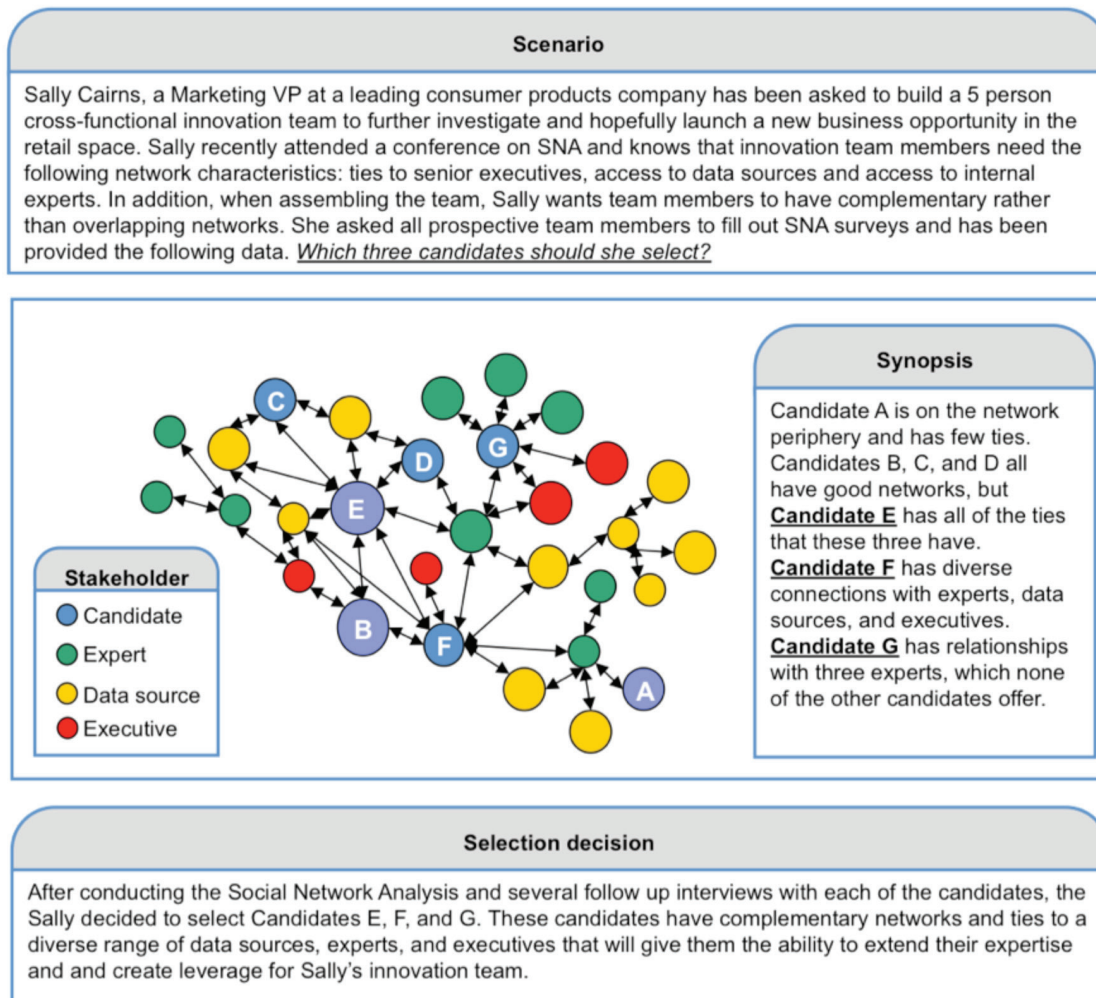 Scenario
Sally Cairns, a Marketing VP at a leading consumer products company has been asked to build a 5 person
cross-functional innovation team to further investigate and hopefully launch a new business opportunity in the
retail space. Sally recently attended a conference on SNA and knows that innovation team members need the
following network characteristics: ties to senior executives, access to data sources and access to internal
experts. In addition, when assembling the team, Sally wants team members to have complementary rather
than overlapping networks. She asked all prospective team members to fill out SNA surveys and has been
provided the following data. Which three candidates should she select?
C
D
G
E
B
F
A
Stakeholder
Candidate
Expert
Data source
Executive
Synopsis
Candidate A is on the network
periphery and has few ties.
Candidates B, C, and D all
have good networks, but
Candidate E has all of the ties
that these three have.
Candidate F has diverse
connections with experts, data
sources, and executives.
Candidate G has relationships
with three experts, which none
of the other candidates offer.
Selection decision
After conducting the Social Network Analysis and several follow up interviews with each of the candidates, the
Sally decided to select Candidates E, F, and G. These candidates have complementary networks and ties to a
diverse range of data sources, experts, and executives that will give them the ability to extend their expertise
and and create leverage for Sally's innovation team.